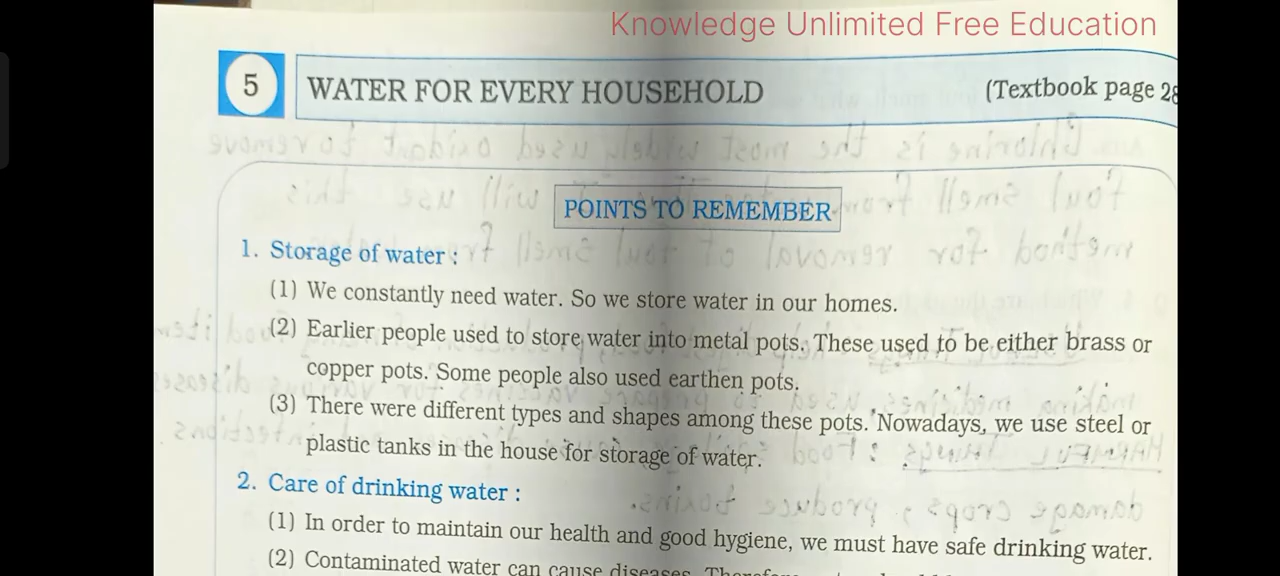 Knowledge Unlimited Free Education
5 WATER FOR EVERY HOUSEHOLD (Textbook page 28
POINTS TO REMEMBER
1. Storage of water :
(1) We constantly need water. So we store water in our homes.
(2) Earlier people used to store water into metal pots. These used to be either brass or
copper pots. Some people also used earthen pots.
(3) There were different types and shapes among these pots. Nowadays, we use steel or
plastic tanks in the house for storage of water.
2. Care of drinking water :
(1) In order to maintain our health and good hygiene, we must have safe drinking water.
(2) Contaminated water can cause diseases.